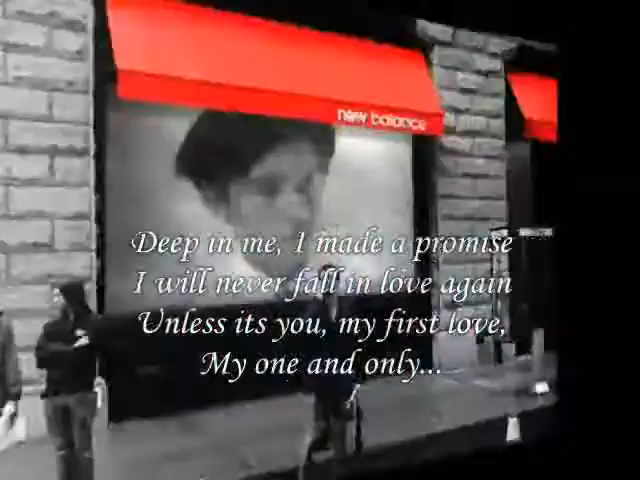 new balance
Deep in me, I made a promise
I will never fall in love again
Unless its you, my first love,
My one and only...